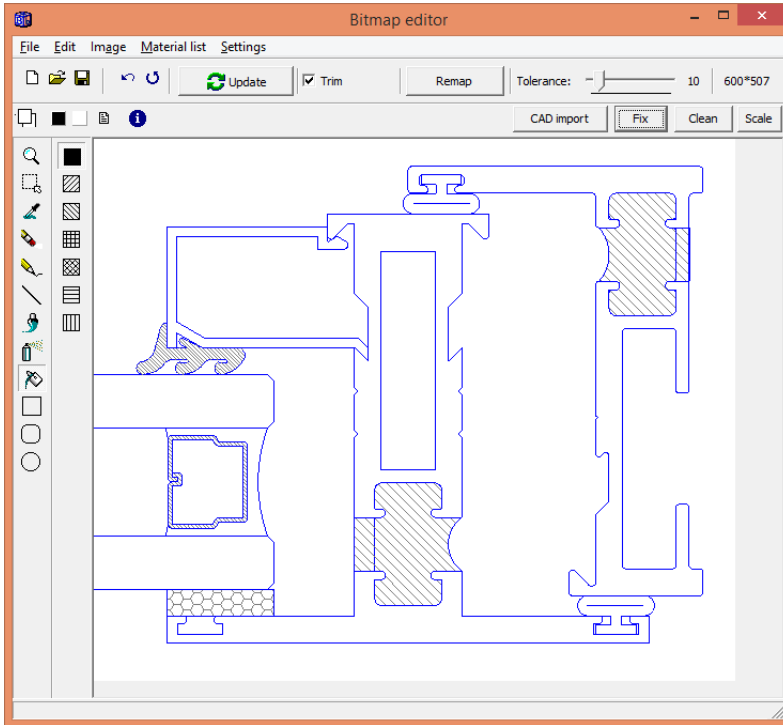 Bitmap editor
File Edit Image Material list Settings
Update Trim Remap Tolerance: 10 600*507
CAD import Fix Clean Scale